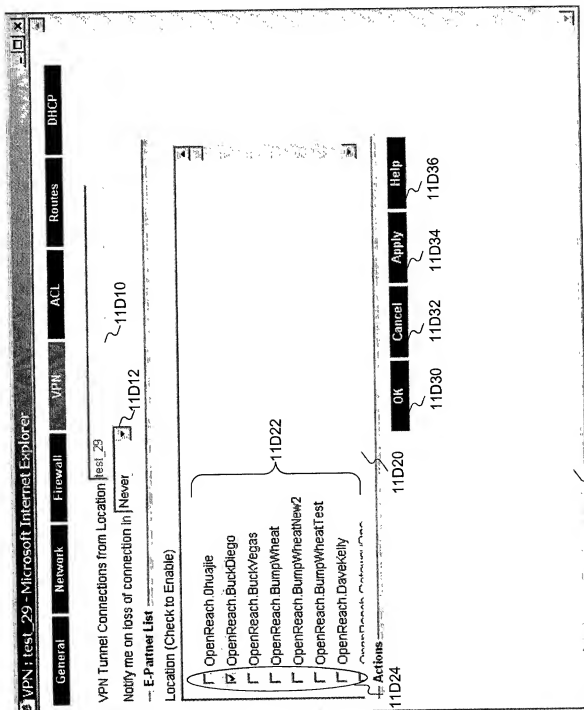 VPN : test_29 - Microsoft Internet Explorer
General Network Firewall VPN ACL Routes DHCP
VPN Tunnel Connections from Location test_29
11D10
Notify me on loss of connection in Never
11D12
E-Partner List
Location (Check to Enable)
OpenReach.0huajie
OpenReach.BuckDiego
OpenReach.BuckVegas
OpenReach.BumpWheat
OpenReach.BumpWheatNew2
OpenReach.BumpWheatTest
OpenReach.DaveKelly
11D22
11D20
11D24
Actions
OK Cancel Apply Help
11D30 11D32 11D34 11D36